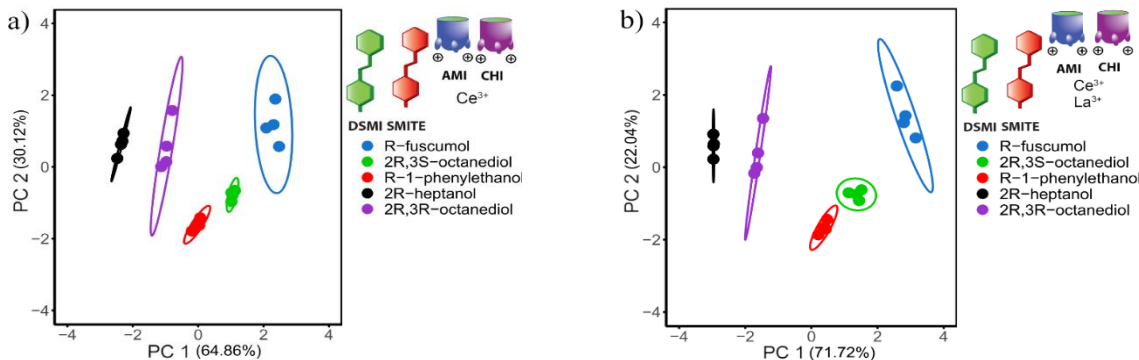 a)
4
2
0
−2
−4
PC 2 (30.12%)
−4
−2
0
2
4
PC 1 (64.86%)
AMI CHI
Ce³⁺
DSMI SMITE
R−fuscumol
2R,3S−octanediol
R−1−phenylethanol
2R−heptanol
2R,3R−octanediol
b)
4
2
0
−2
−4
PC 2 (22.04%)
−4
−2
0
2
4
PC 1 (71.72%)
AMI CHI
Ce³⁺
La³⁺
DSMI SMITE
R−fuscumol
2R,3S−octanediol
R−1−phenylethanol
2R−heptanol
2R,3R−octanediol